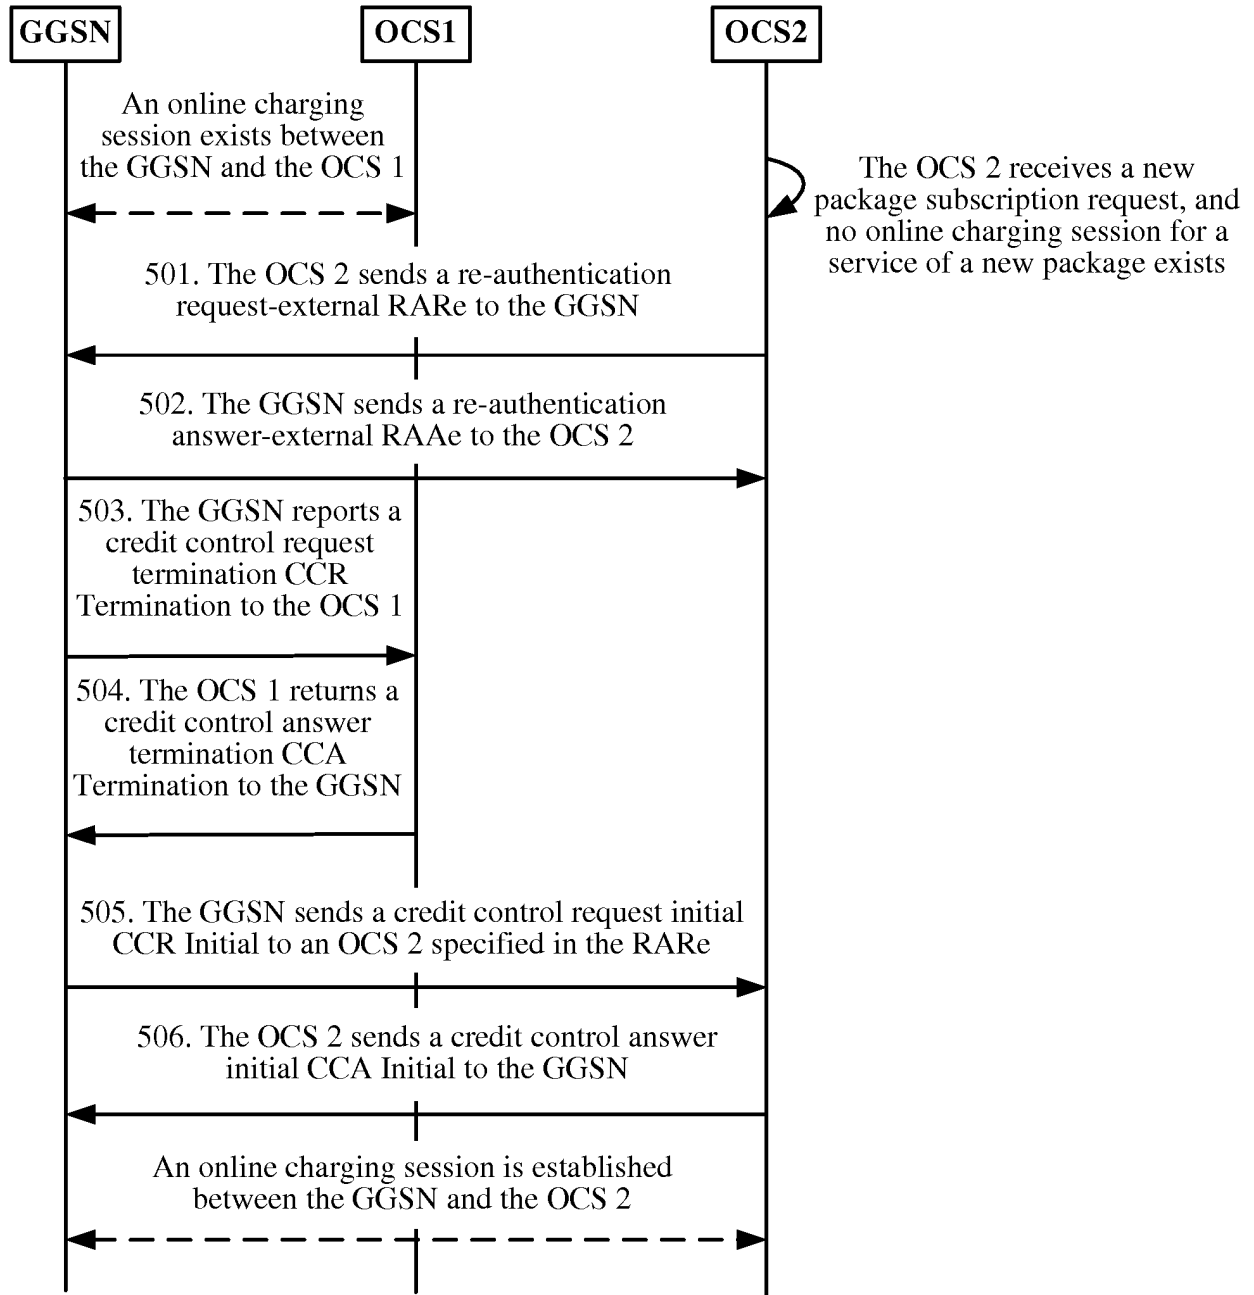 GGSN
OCS1
OCS2
An online charging
session exists between
the GGSN and the OCS 1
The OCS 2 receives a new
package subscription request, and
no online charging session for a
service of a new package exists
501. The OCS 2 sends a re-authentication
request-external RARe to the GGSN
502. The GGSN sends a re-authentication
answer-external RAAe to the OCS 2
503. The GGSN reports a
credit control request
termination CCR
Termination to the OCS 1
504. The OCS 1 returns a
credit control answer
termination CCA
Termination to the GGSN
505. The GGSN sends a credit control request initial
CCR Initial to an OCS 2 specified in the RARe
506. The OCS 2 sends a credit control answer
initial CCA Initial to the GGSN
An online charging session is established
between the GGSN and the OCS 2